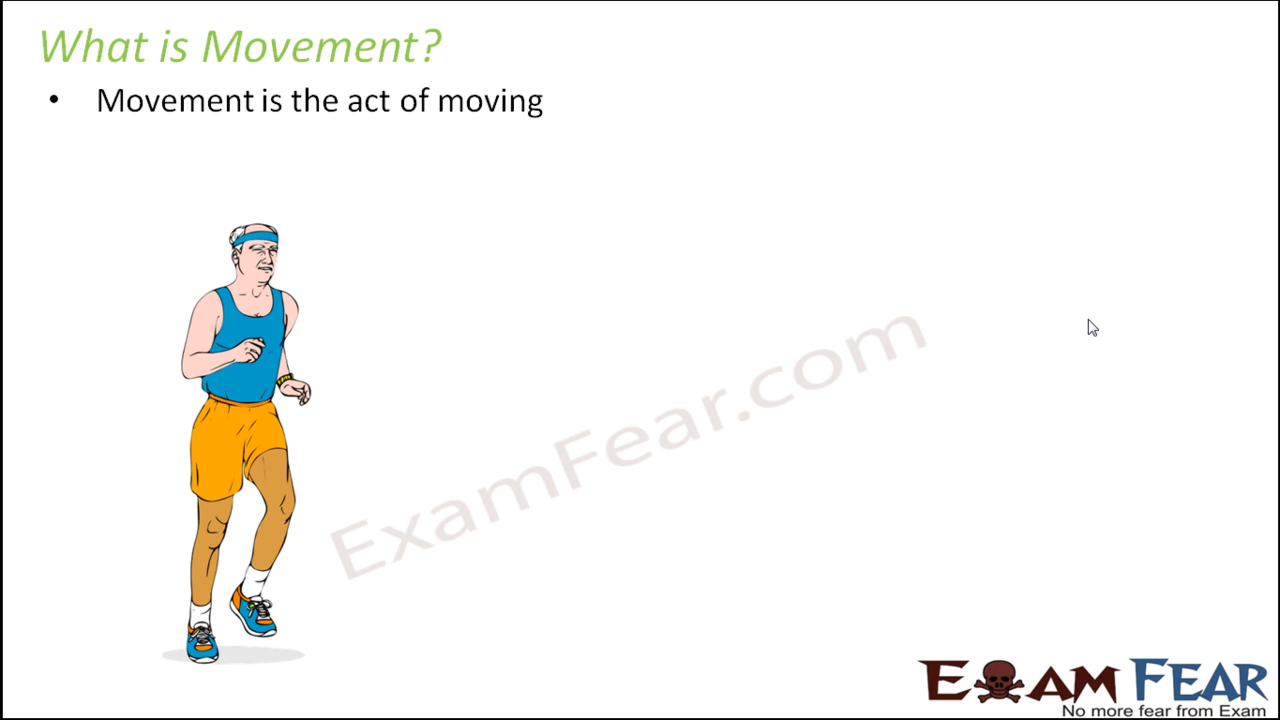 What is Movement?
• Movement is the act of moving
ExamFear.com
EXAM FEAR
No more fear from Exam